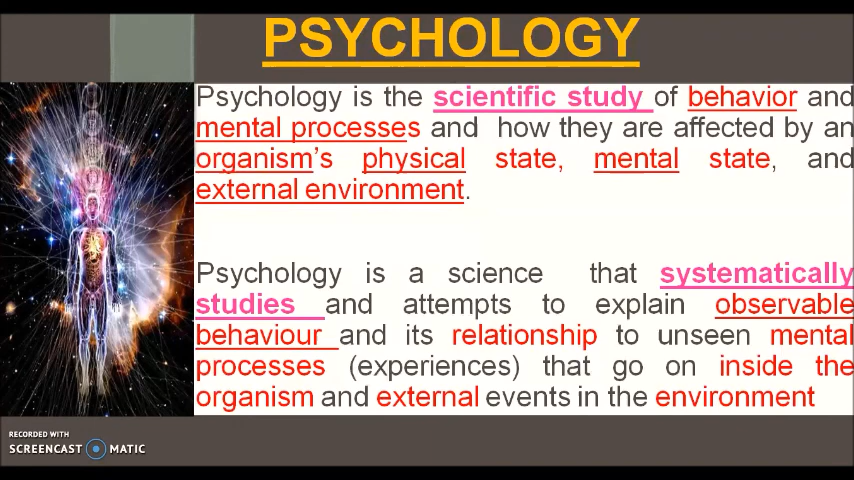 PSYCHOLOGY
Psychology is the scientific study of behavior and
mental processes and how they are affected by an
organism's physical state, mental state, and
external environment.
Psychology is a science that systematically
studies and attempts to explain observable
behaviour and its relationship to unseen mental
processes (experiences) that go on inside the
organism and external events in the environment
RECORDED WITH
SCREENCAST MATIC